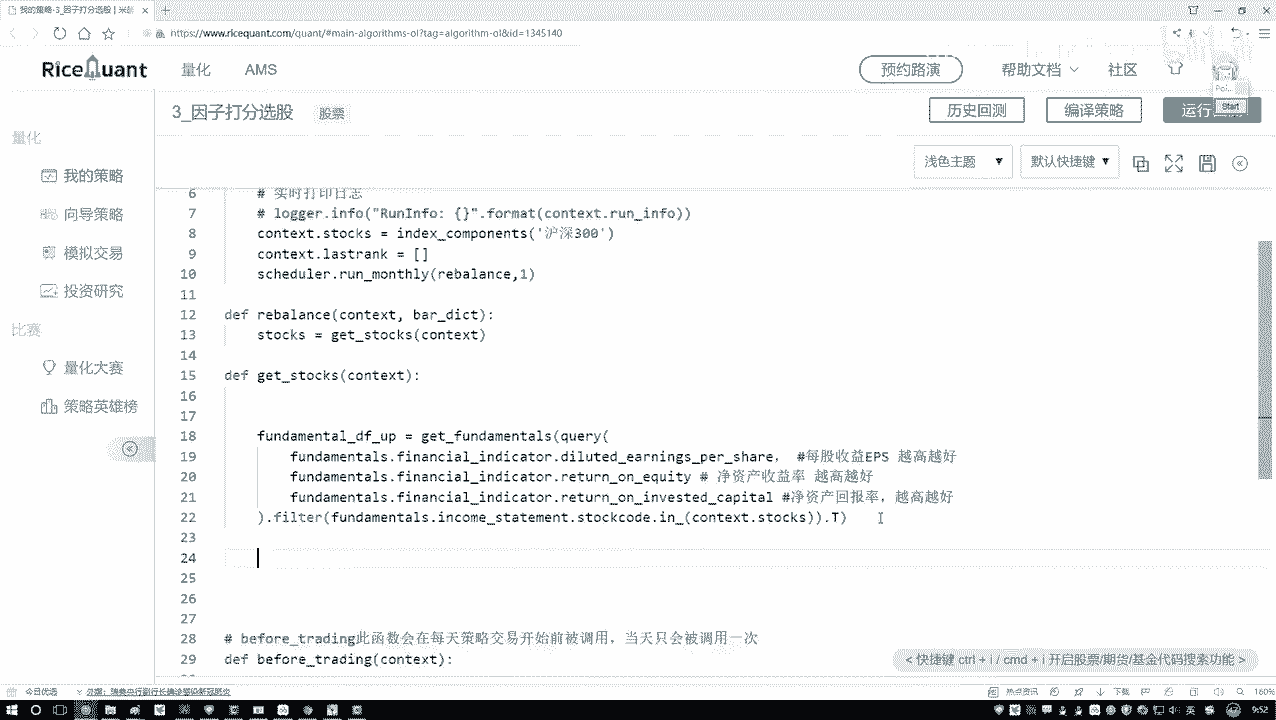 我的策略-3_因子打分选股 | 米
https://www.ricequant.com/quant/#main-algorithms-ol?tag=algorithm-ol&id=1345140
RiceQuant 量化 AMS 预约路演 帮助文档 社区
3_因子打分选股 股票 历史回测 编译策略 运行
Start
量化
我的策略
向导策略
模拟交易
投资研究
比赛
量化大赛
策略英雄榜
浅色主题 默认快捷键
6 # 实时打印日志
7 # logger.info("RunInfo: {}".format(context.run_info))
8 context.stocks = index_components('沪深300')
9 context.lastrank = []
10 scheduler.run_monthly(rebalance,1)
11
12 def rebalance(context, bar_dict):
13 stocks = get_stocks(context)
14
15 def get_stocks(context):
16
17
18 fundamental_df_up = get_fundamentals(query(
19 fundamentals.financial_indicator.diluted_earnings_per_share， #每股收益EPS 越高越好
20 fundamentals.financial_indicator.return_on_equity # 净资产收益率 越高越好
21 fundamentals.financial_indicator.return_on_invested_capital #净资产回报率，越高越好
22 ).filter(fundamentals.income_statement.stockcode.in_(context.stocks)).T)
23
24
25
26
27
28 # before_trading此函数会在每天策略交易开始前被调用，当天只会被调用一次
29 def before_trading(context):
< 快捷键 ctrl + i / cmd + i 开启股票/期货/基金代码搜索功能 >
今日优选
热点资讯 下载 160%
英 9:52